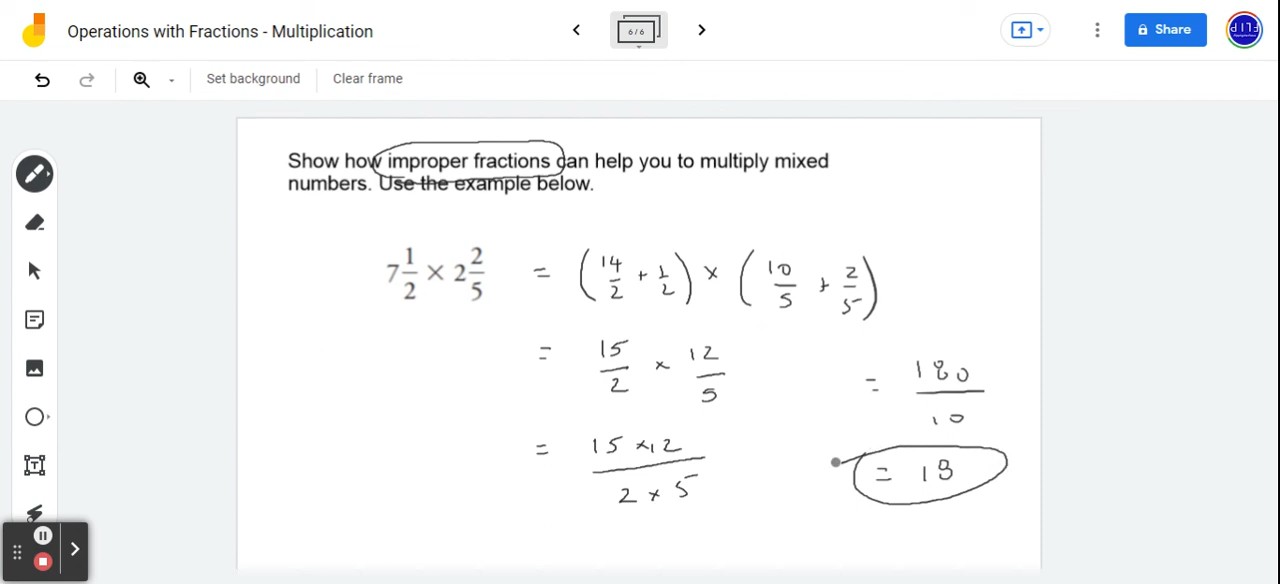 Operations with Fractions - Multiplication
6/6
Share
FLIP
Set background
Clear frame
Show how improper fractions can help you to multiply mixed
numbers. Use the example below.
7 1/2 × 2 2/5 = (14/2 + 1/2) × (10/5 + 2/5)
= 15/2 × 12/5
= 180/10
= 15 × 12 / 2 × 5
= 18